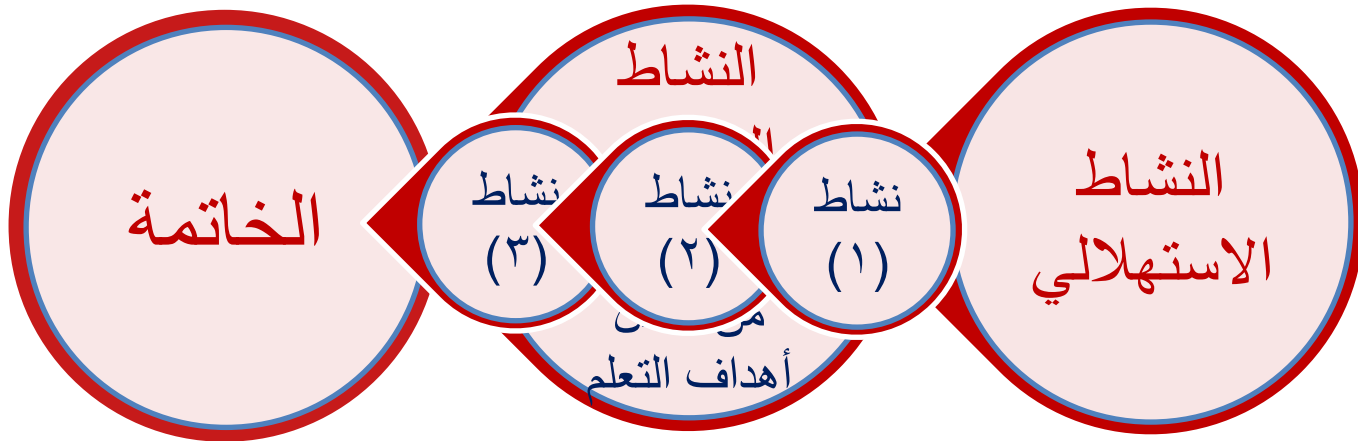 النشاط
الاستهلالي
النشاط
نشاط
(١)
نشاط
(٢)
نشاط
(٣)
أهداف التعلم
الخاتمة